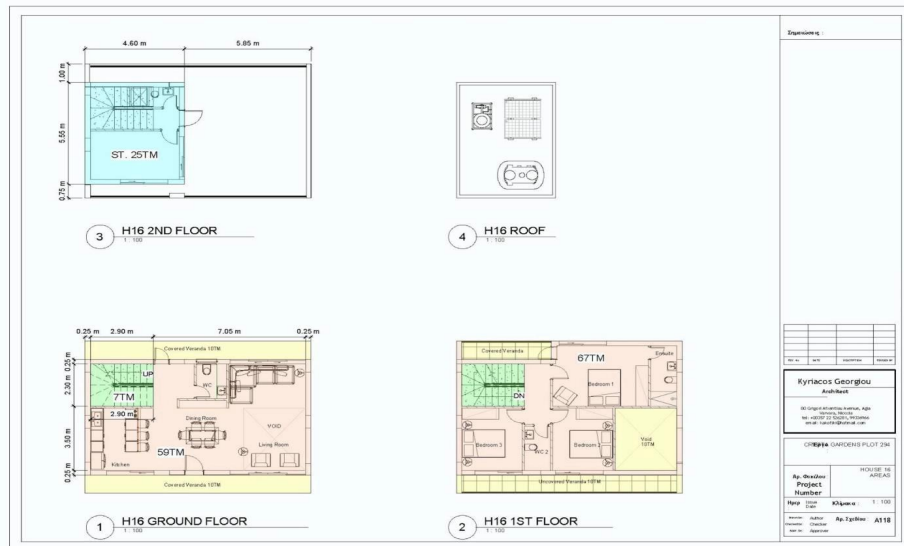 4.60 m
5.85 m
1.00 m
5.55 m
0.75 m
ST. 25TM
3
H16 2ND FLOOR
1 : 100
4
H16 ROOF
1 : 100
0.25 m
2.90 m
7.05 m
0.25 m
Covered Veranda 10TM
0.25 m
2.30 m
3.80 m
0.25 m
UP
7TM
WC
2.90 m
Dining Room
VOID
Living Room
59TM
Kitchen
Covered Veranda 10TM
1
H16 GROUND FLOOR
1 : 100
Covered Veranda
67TM
Ensuite
Bedroom 1
DN
Bedroom 3
WC 2
Bedroom 2
Void
10TM
Uncovered Veranda 10TM
2
H16 1ST FLOOR
1 : 100
Σημειώσεις :
Kyriacos Georgiou
Architect
GARDENS PLOT 294
HOUSE 16
AREAS
Αρ. Φακέλου
Project
Number
Ημερ
Issue
Date
Κλίμακα :
1 : 100
Author
Checker
Approver
Αρ. Σχεδίου :
A118